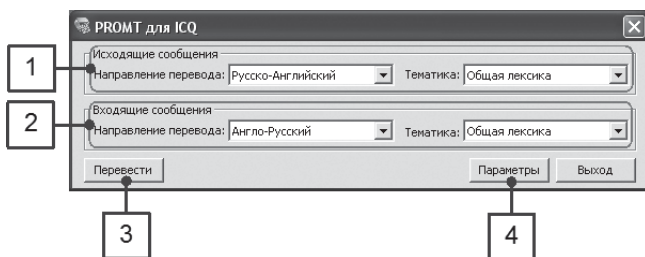 PROMT для ICQ
Исходящие сообщения
1
Направление перевода: Русско-Английский Тематика: Общая лексика
Входящие сообщения
2
Направление перевода: Англо-Русский Тематика: Общая лексика
Перевести Параметры Выход
3 4